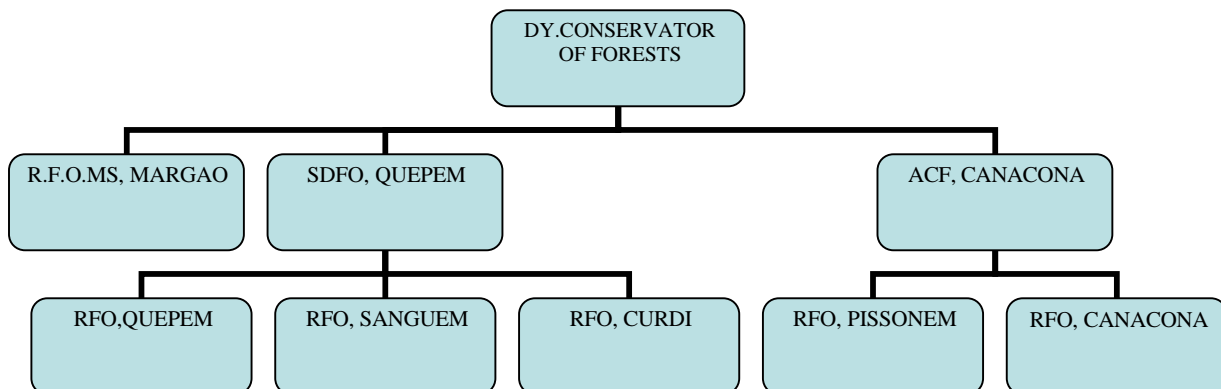 DY.CONSERVATOR
OF FORESTS
R.F.O.MS, MARGAO
SDFO, QUEPEM
ACF, CANACONA
RFO,QUEPEM
RFO, SANGUEM
RFO, CURDI
RFO, PISSONEM
RFO, CANACONA